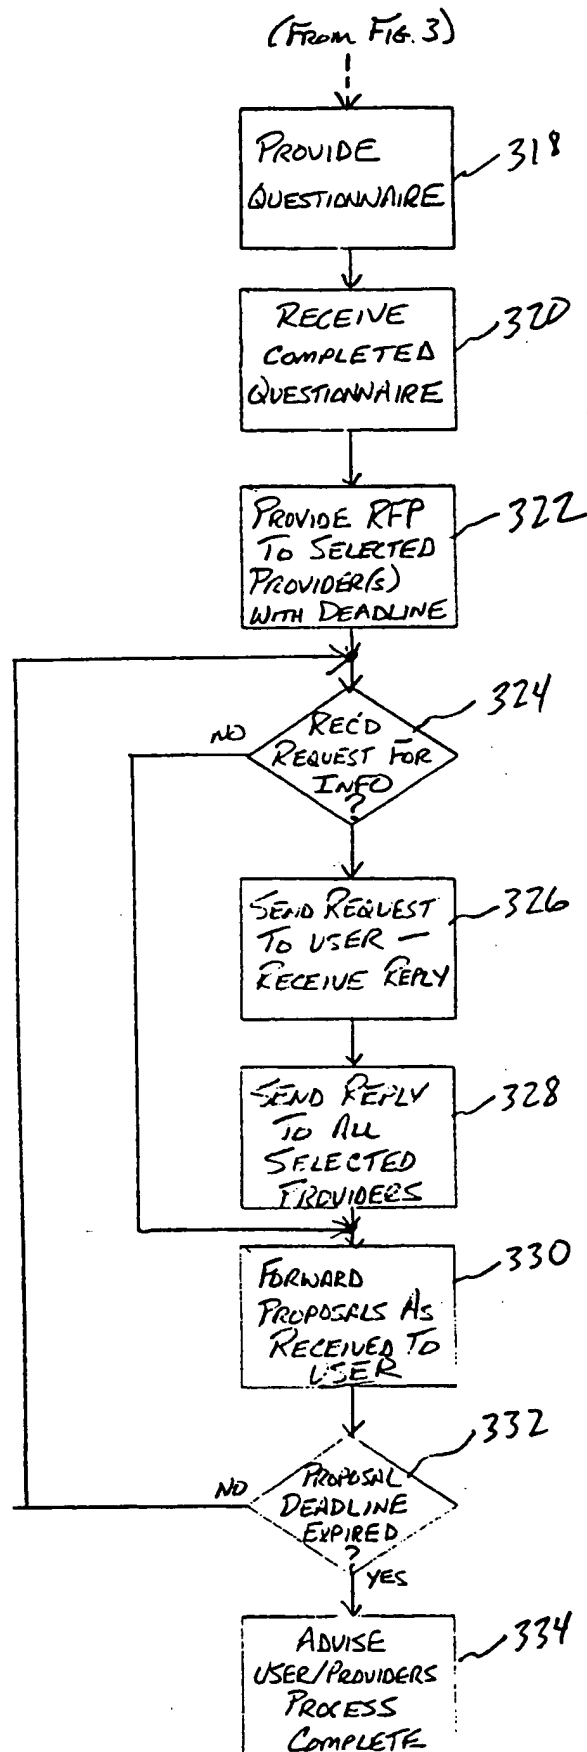 (FROM FIG. 3)
PROVIDE
QUESTIONNAIRE
318
RECEIVE
COMPLETED
QUESTIONNAIRE
320
PROVIDE RFP
TO SELECTED
PROVIDER(S)
WITH DEADLINE
322
REC'D
REQUEST FOR
INFO
?
324
NO
SEND REQUEST
TO USER —
RECEIVE REPLY
326
SEND REPLY
TO ALL
SELECTED
PROVIDERS
328
FORWARD
PROPOSALS AS
RECEIVED TO
USER
330
PROPOSAL
DEADLINE
EXPIRED
?
332
NO
YES
ADVISE
USER/PROVIDERS
PROCESS
COMPLETE
334